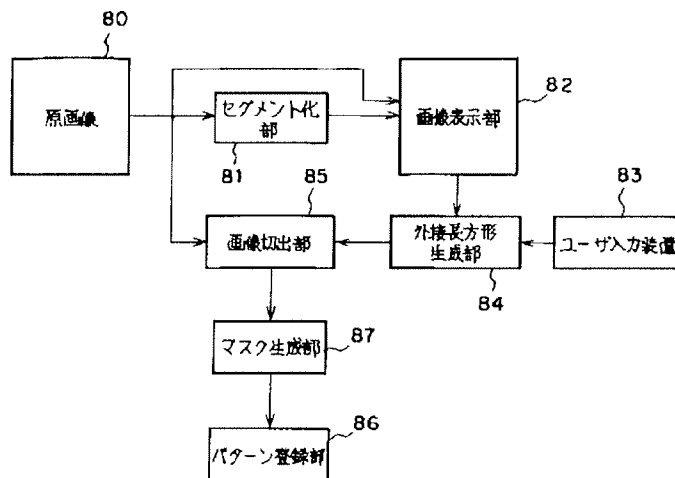 80
原画像
セグメント化
部
81
画像表示部
82
85
画像切出部
外接長方形
生成部
84
83
ユーザ入力装置
マスク生成部
87
パターン登録部
86